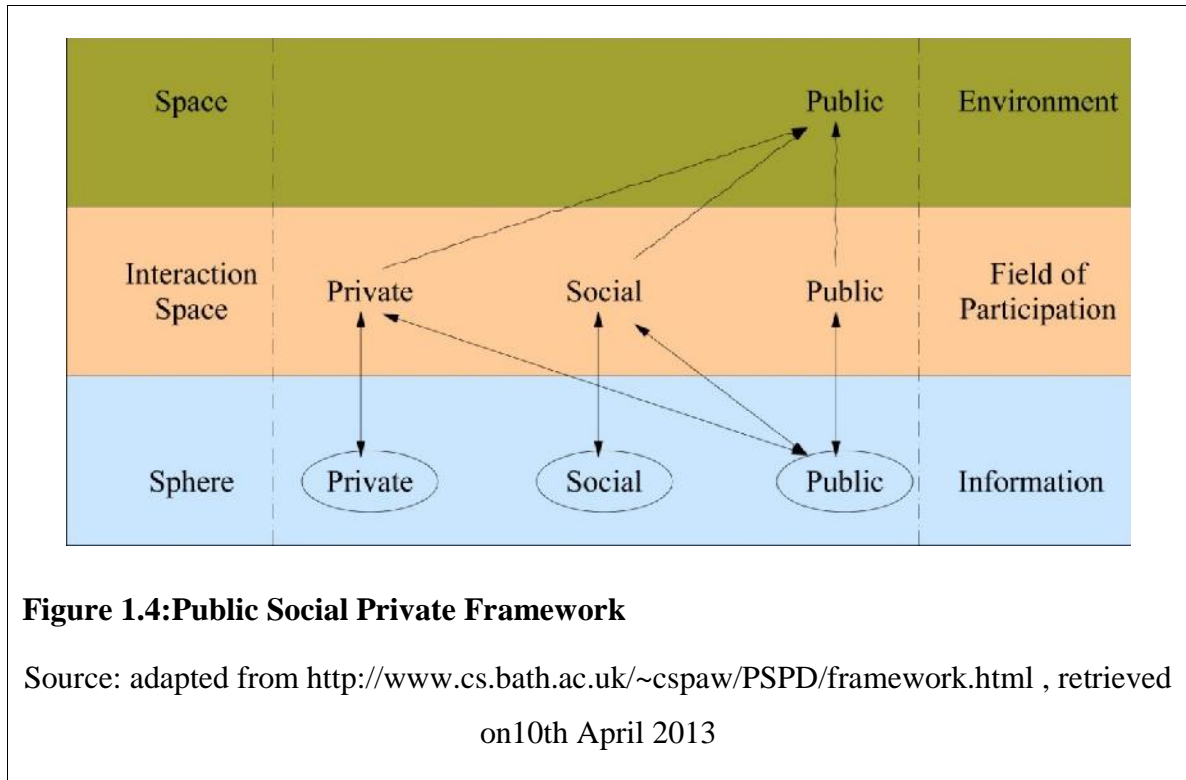 Space Public Environment
Interaction Space Private Social Public Field of Participation
Sphere Private Social Public Information
Figure 1.4:Public Social Private Framework
Source: adapted from http://www.cs.bath.ac.uk/~cspaw/PSPD/framework.html , retrieved
on10th April 2013